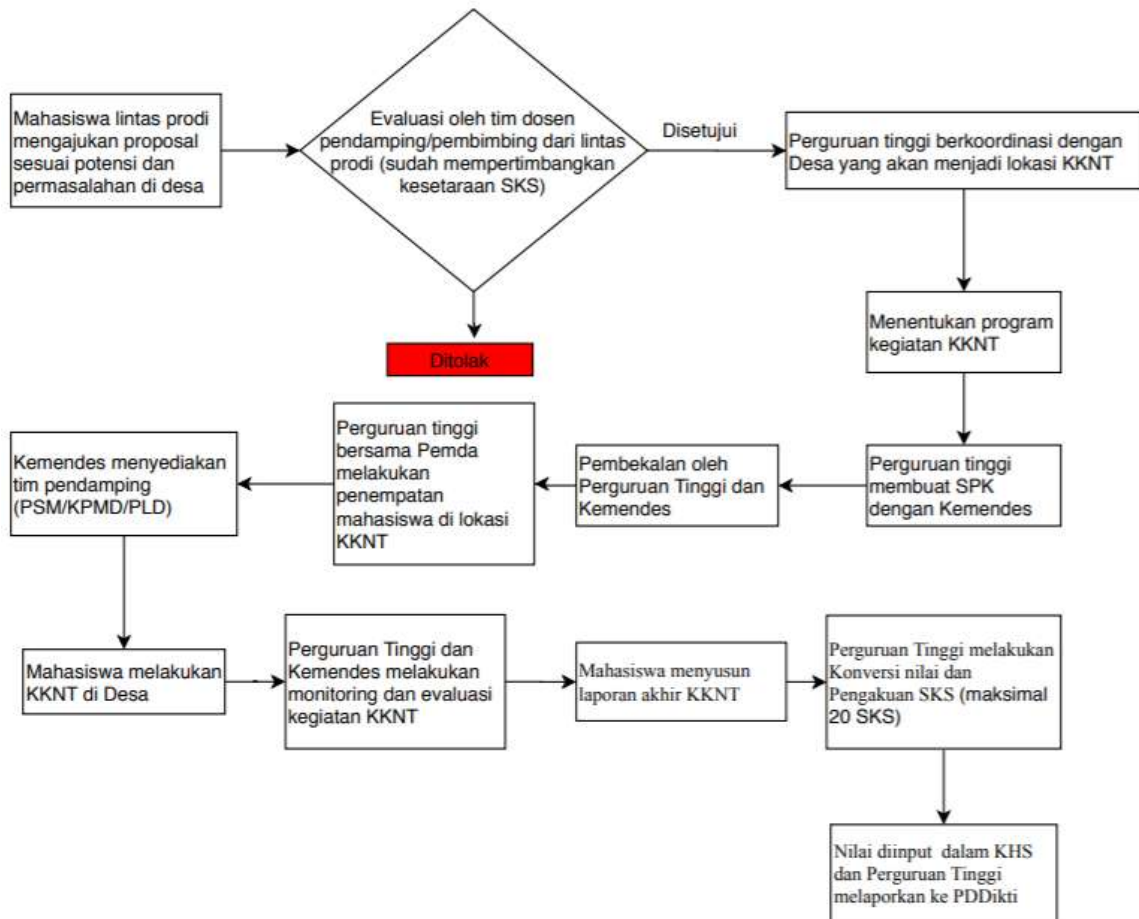 Mahasiswa lintas prodi
mengajukan proposal
sesuai potensi dan
permasalahan di desa
Evaluasi oleh tim dosen
pendamping/pembimbing dari lintas
prodi (sudah mempertimbangkan
kesetaraan SKS)
Disetujui
Perguruan tinggi berkoordinasi dengan
Desa yang akan menjadi lokasi KKNT
Ditolak
Menentukan program
kegiatan KKNT
Perguruan tinggi
membuat SPK
dengan Kemendes
Pembekalan oleh
Perguruan Tinggi dan
Kemendes
Perguruan tinggi
bersama Pemda
melakukan
penempatan
mahasiswa di lokasi
KKNT
Kemendes menyediakan
tim pendamping
(PSM/KPMD/PLD)
Mahasiswa melakukan
KKNT di Desa
Perguruan Tinggi dan
Kemendes melakukan
monitoring dan evaluasi
kegiatan KKNT
Mahasiswa menyusun
laporan akhir KKNT
Perguruan Tinggi melakukan
Konversi nilai dan
Pengakuan SKS (maksimal
20 SKS)
Nilai diinput dalam KHS
dan Perguruan Tinggi
melaporkan ke PDDikti